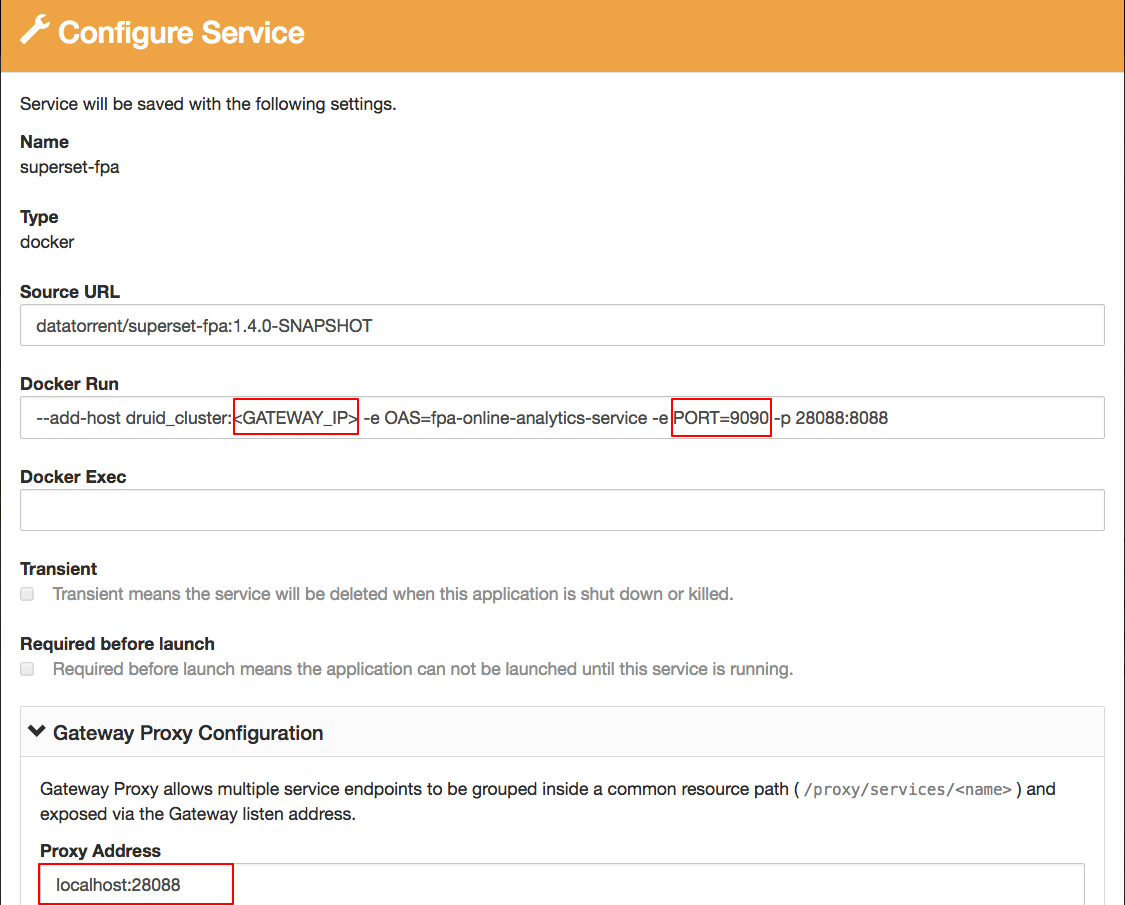 Configure Service
Service will be saved with the following settings.
Name
superset-fpa
Type
docker
Source URL
datatorrent/superset-fpa:1.4.0-SNAPSHOT
Docker Run
--add-host druid_cluster:<GATEWAY_IP> -e OAS=fpa-online-analytics-service -e PORT=9090 -p 28088:8088
Docker Exec
Transient
Transient means the service will be deleted when this application is shut down or killed.
Required before launch
Required before launch means the application can not be launched until this service is running.
Gateway Proxy Configuration
Gateway Proxy allows multiple service endpoints to be grouped inside a common resource path ( /proxy/services/<name> ) and
exposed via the Gateway listen address.
Proxy Address
localhost:28088